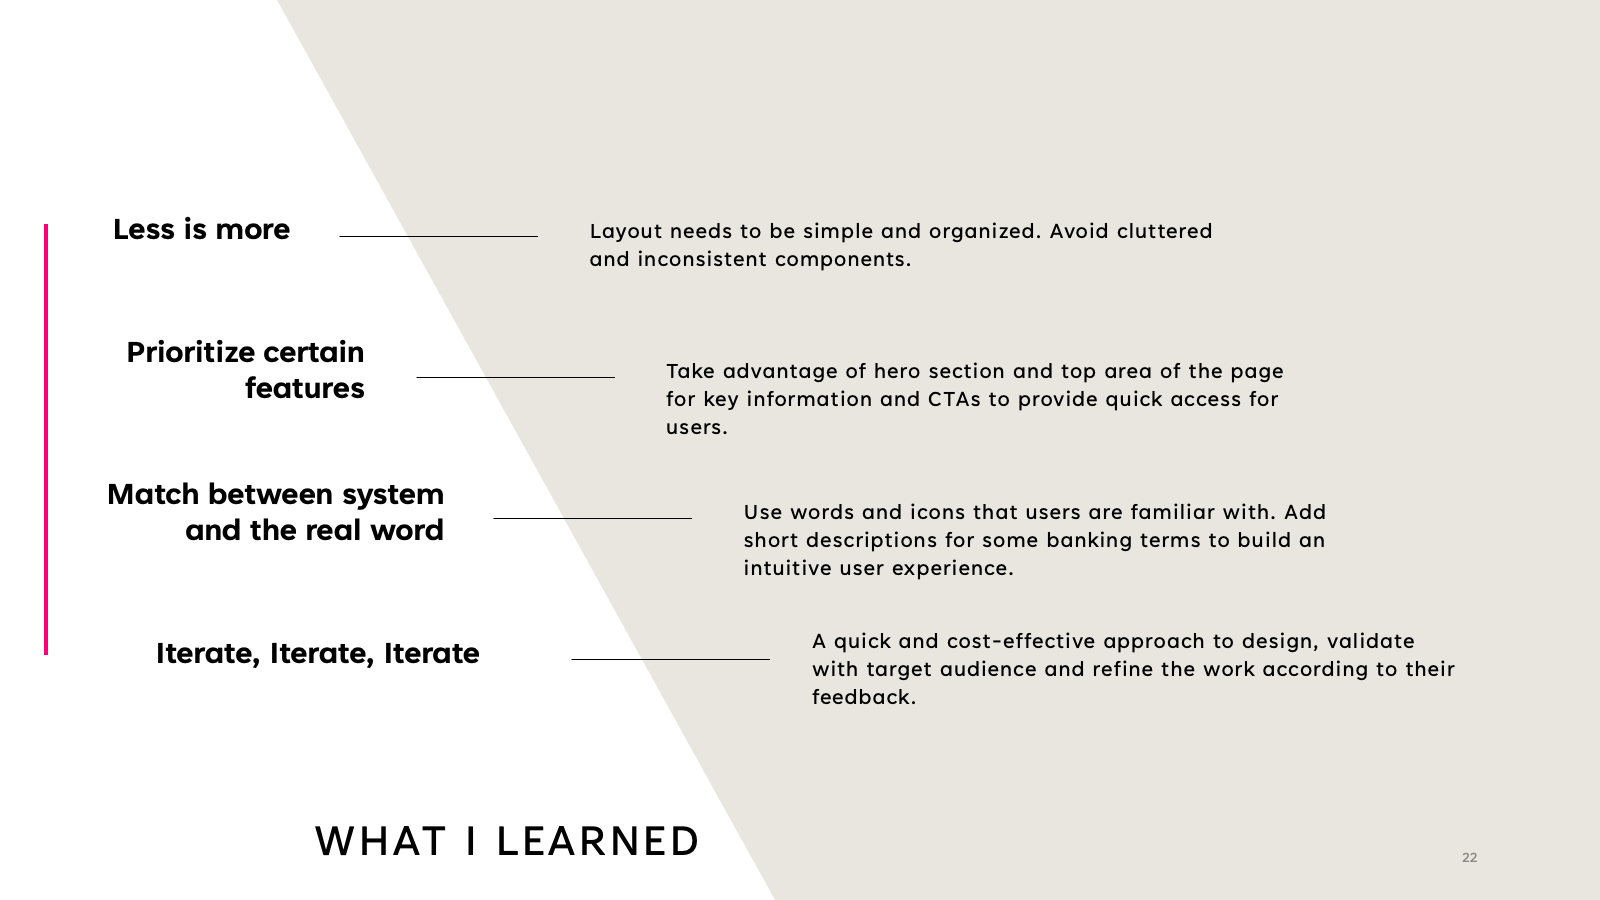 Less is more
Layout needs to be simple and organized. Avoid cluttered
and inconsistent components.
Prioritize certain
features
Take advantage of hero section and top area of the page
for key information and CTAs to provide quick access for
users.
Match between system
and the real word
Use words and icons that users are familiar with. Add
short descriptions for some banking terms to build an
intuitive user experience.
Iterate, Iterate, Iterate
A quick and cost-effective approach to design, validate
with target audience and refine the work according to their
feedback.
WHAT I LEARNED
22